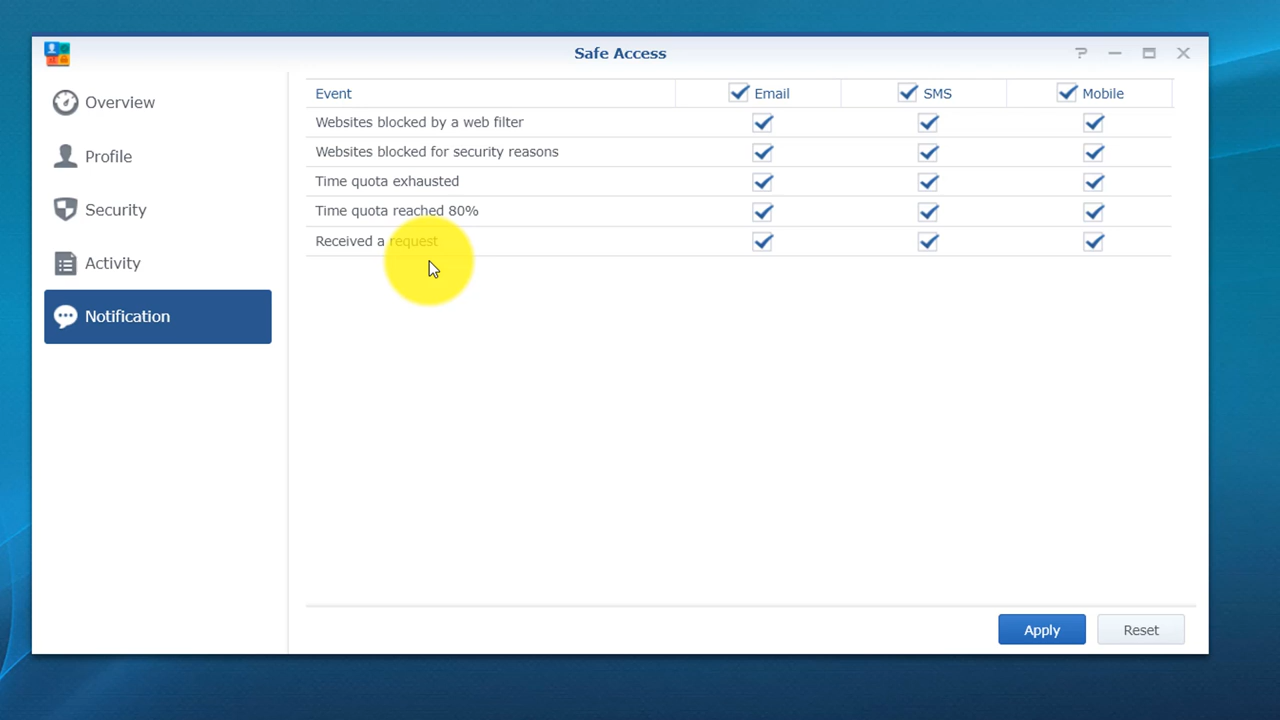 Safe Access
Overview
Profile
Security
Activity
Notification
Event Email SMS Mobile
Websites blocked by a web filter
Websites blocked for security reasons
Time quota exhausted
Time quota reached 80%
Received a request
Apply Reset